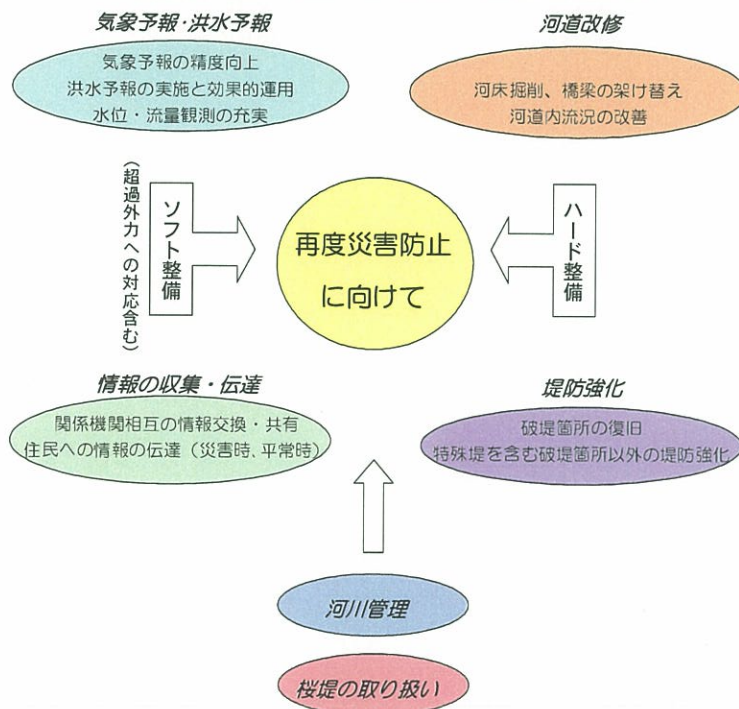 気象予報・洪水予報
気象予報の精度向上
洪水予報の実施と効果的運用
水位・流量観測の充実
河道改修
河床掘削、橋梁の架け替え
河道内流況の改善
(超過外力への対応含む)
ソフト整備
再度災害防止
に向けて
ハード整備
情報の収集・伝達
関係機関相互の情報交換・共有
住民への情報の伝達(災害時、平常時)
堤防強化
破堤箇所の復旧
特殊堤を含む破堤箇所以外の堤防強化
河川管理
桜堤の取り扱い